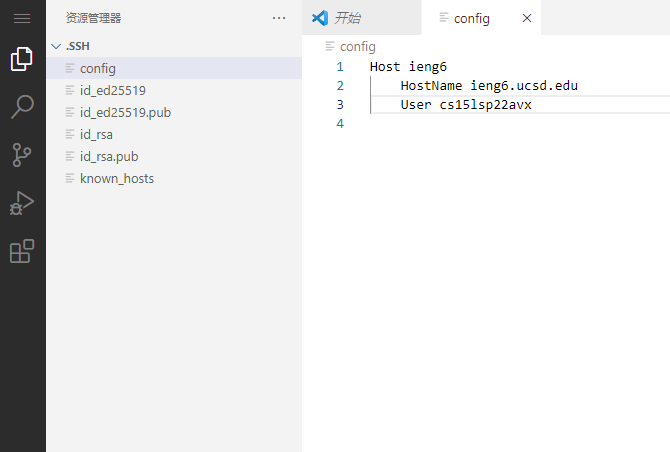 资源管理器
.SSH
config
id_ed25519
id_ed25519.pub
id_rsa
id_rsa.pub
known_hosts
开始
config
config
1 Host ieng6
2 HostName ieng6.ucsd.edu
3 User cs15lsp22avx
4